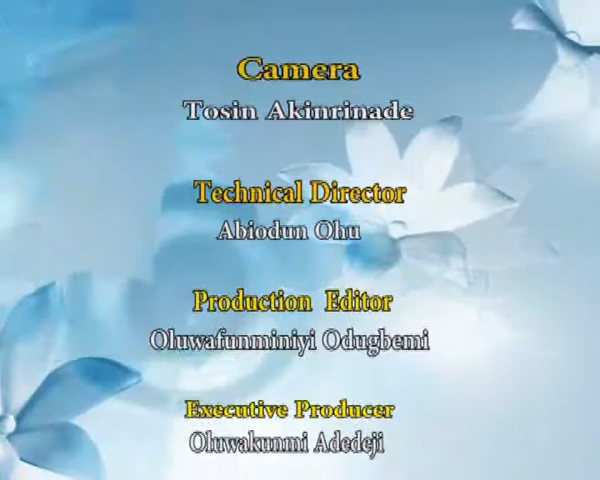 Camera
Tosin Akinrinade
Technical Director
Abiodun Ohu
Production Editor
Oluwafunminiyi Odugbemi
Executive Producer
Oluwakunmi Adedeji